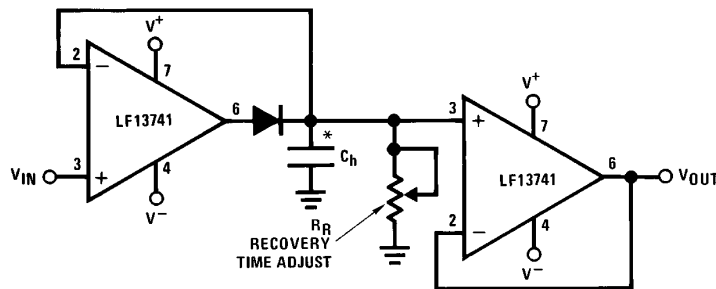 V+
2
−
7
LF13741
6
VIN
3
+
4
V−
*
Ch
RR
RECOVERY
TIME ADJUST
V+
3
+
7
LF13741
6
VOUT
2
−
4
V−